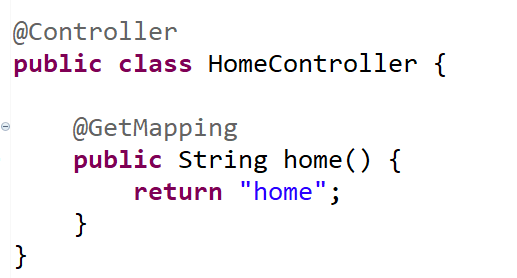 @Controller
public class HomeController {
@GetMapping
public String home() {
return "home";
}
}